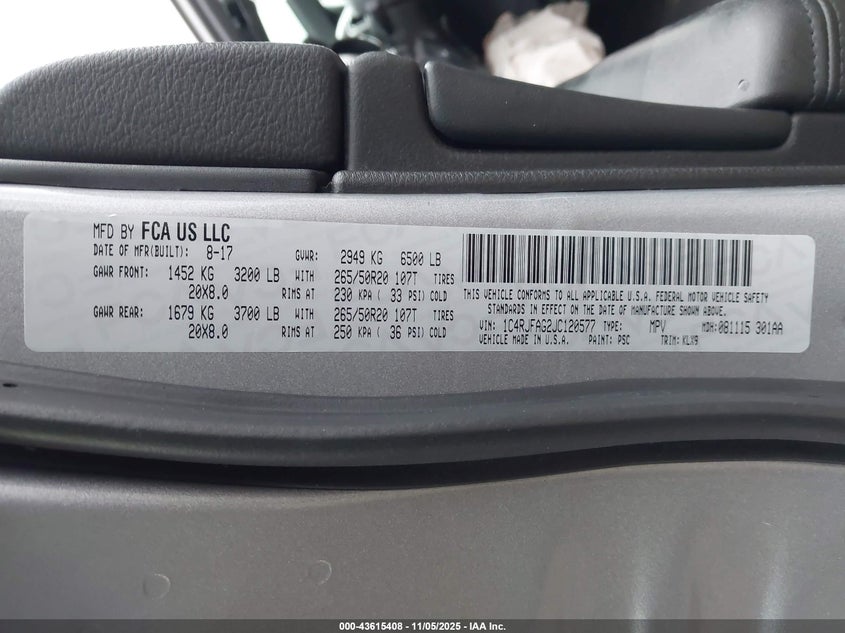 MFD BY FCA US LLC
DATE OF MFR(BUILT): 8-17 GVWR: 2949 KG 6500 LB
GAWR FRONT: 1452 KG 3200 LB WITH 265/50R20 107T TIRES
20X8.0 RIMS AT 230 KPA ( 33 PSI) COLD
GAWR REAR: 1679 KG 3700 LB WITH 265/50R20 107T TIRES
20X8.0 RIMS AT 250 KPA ( 36 PSI) COLD
THIS VEHICLE CONFORMS TO ALL APPLICABLE U.S.A. FEDERAL MOTOR VEHICLE SAFETY
STANDARDS IN EFFECT ON THE DATE OF MANUFACTURE SHOWN ABOVE.
VIN: 1C4RJFAG2JC120577 TYPE: MPV MDH: 081115 301AA
VEHICLE MADE IN U.S.A. PAINT: PSC TRIM: KLX9
000-43615408 - 11/05/2025 - IAA Inc.